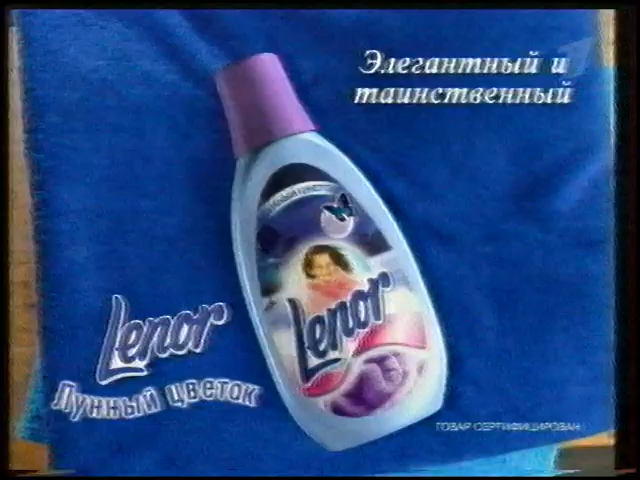 Элегантный и
таинственный
Lenor
Lenor
Лунный цветок
ТОВАР СЕРТИФИЦИРОВАН